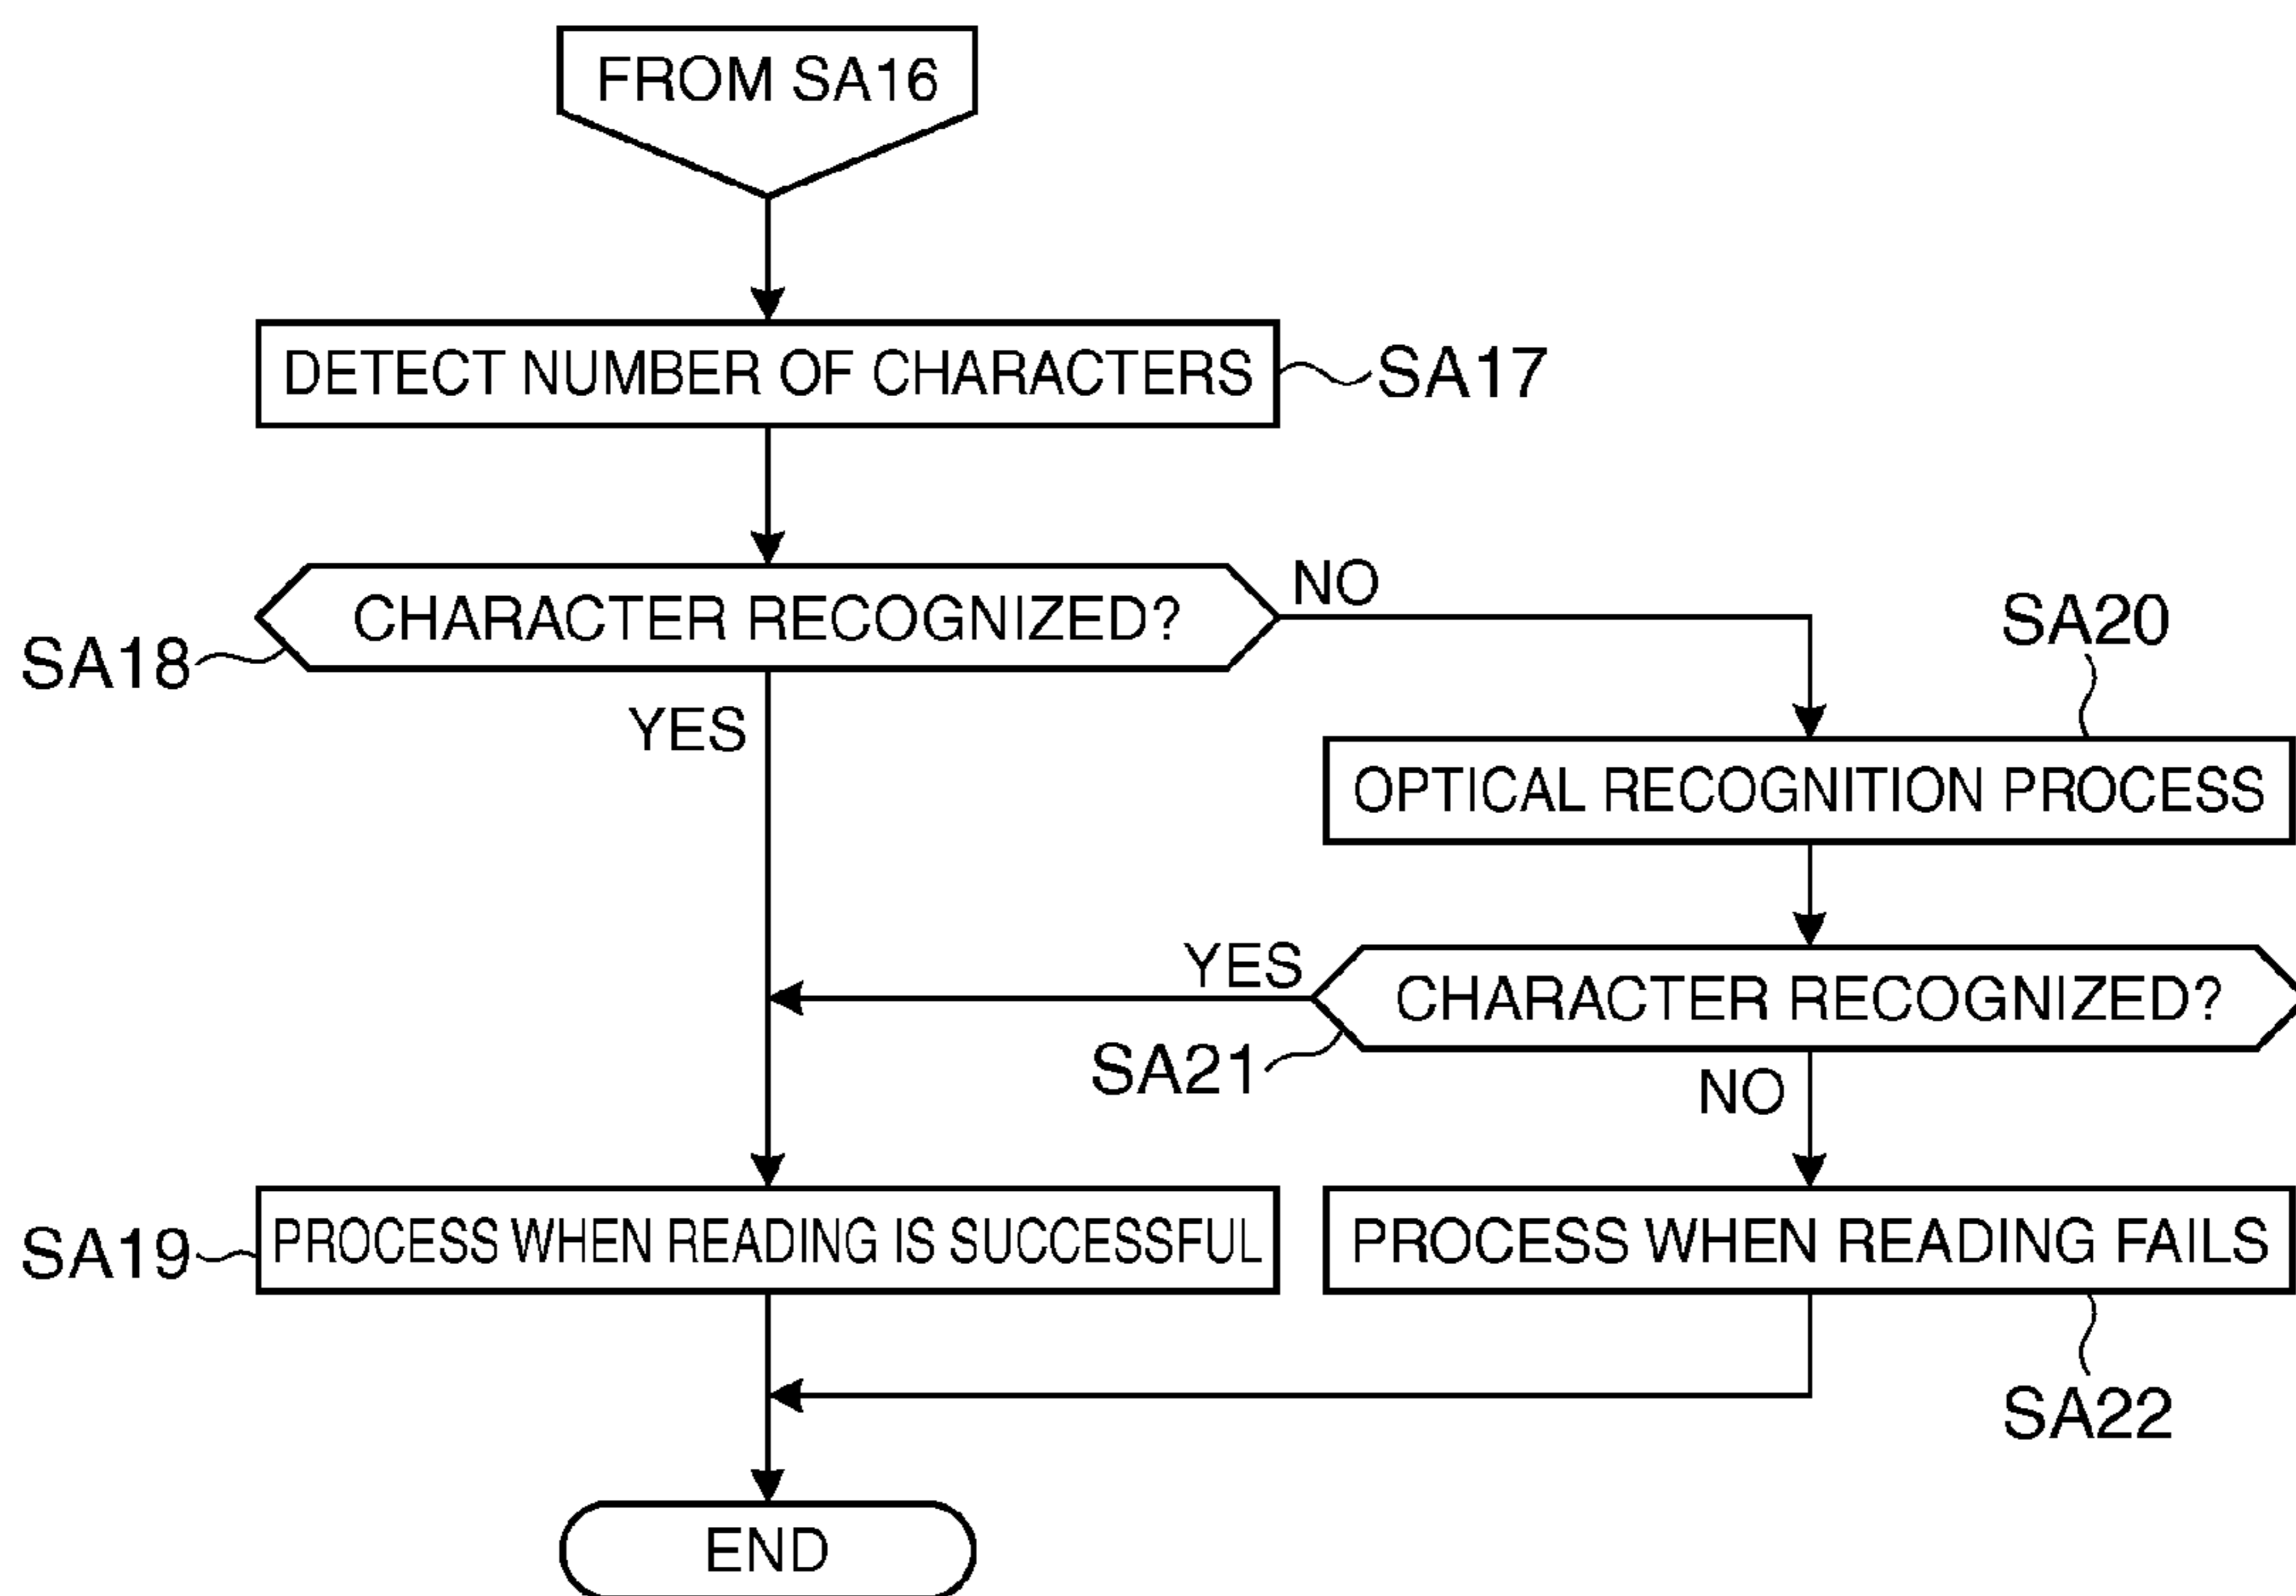 FROM SA16
DETECT NUMBER OF CHARACTERS
SA17
CHARACTER RECOGNIZED?
NO
SA18
YES
SA20
OPTICAL RECOGNITION PROCESS
YES
CHARACTER RECOGNIZED?
SA21
NO
SA19
PROCESS WHEN READING IS SUCCESSFUL
PROCESS WHEN READING FAILS
SA22
END